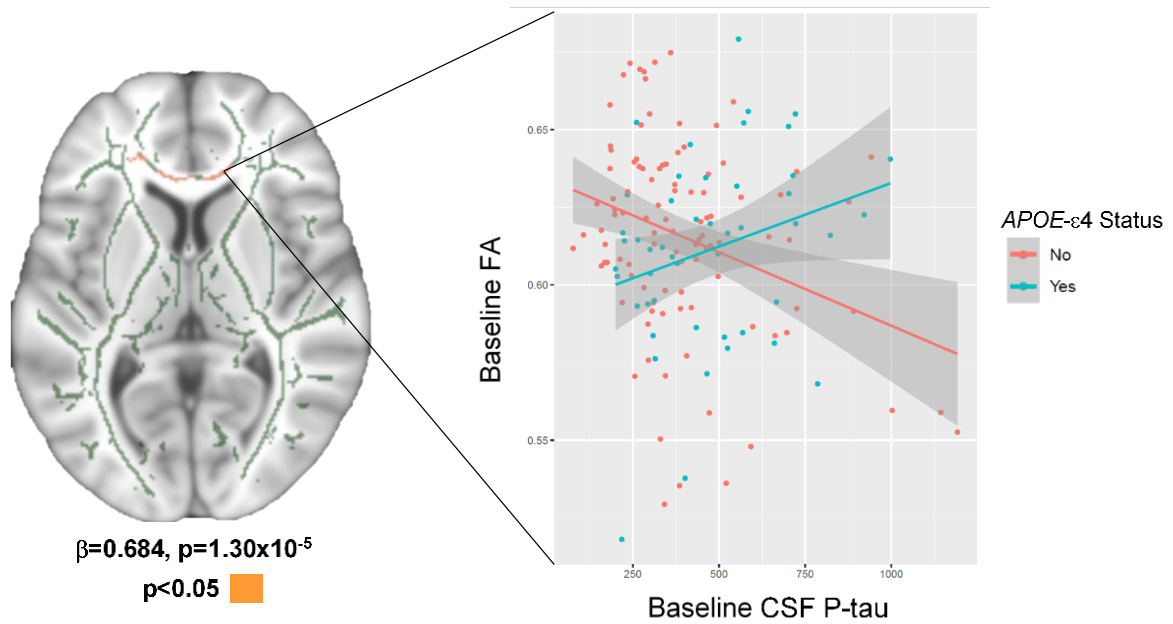 β=0.684, p=1.30x10-5
p<0.05
Baseline FA
0.65
0.60
0.55
250
500
750
1000
Baseline CSF P-tau
APOE-ε4 Status
No
Yes